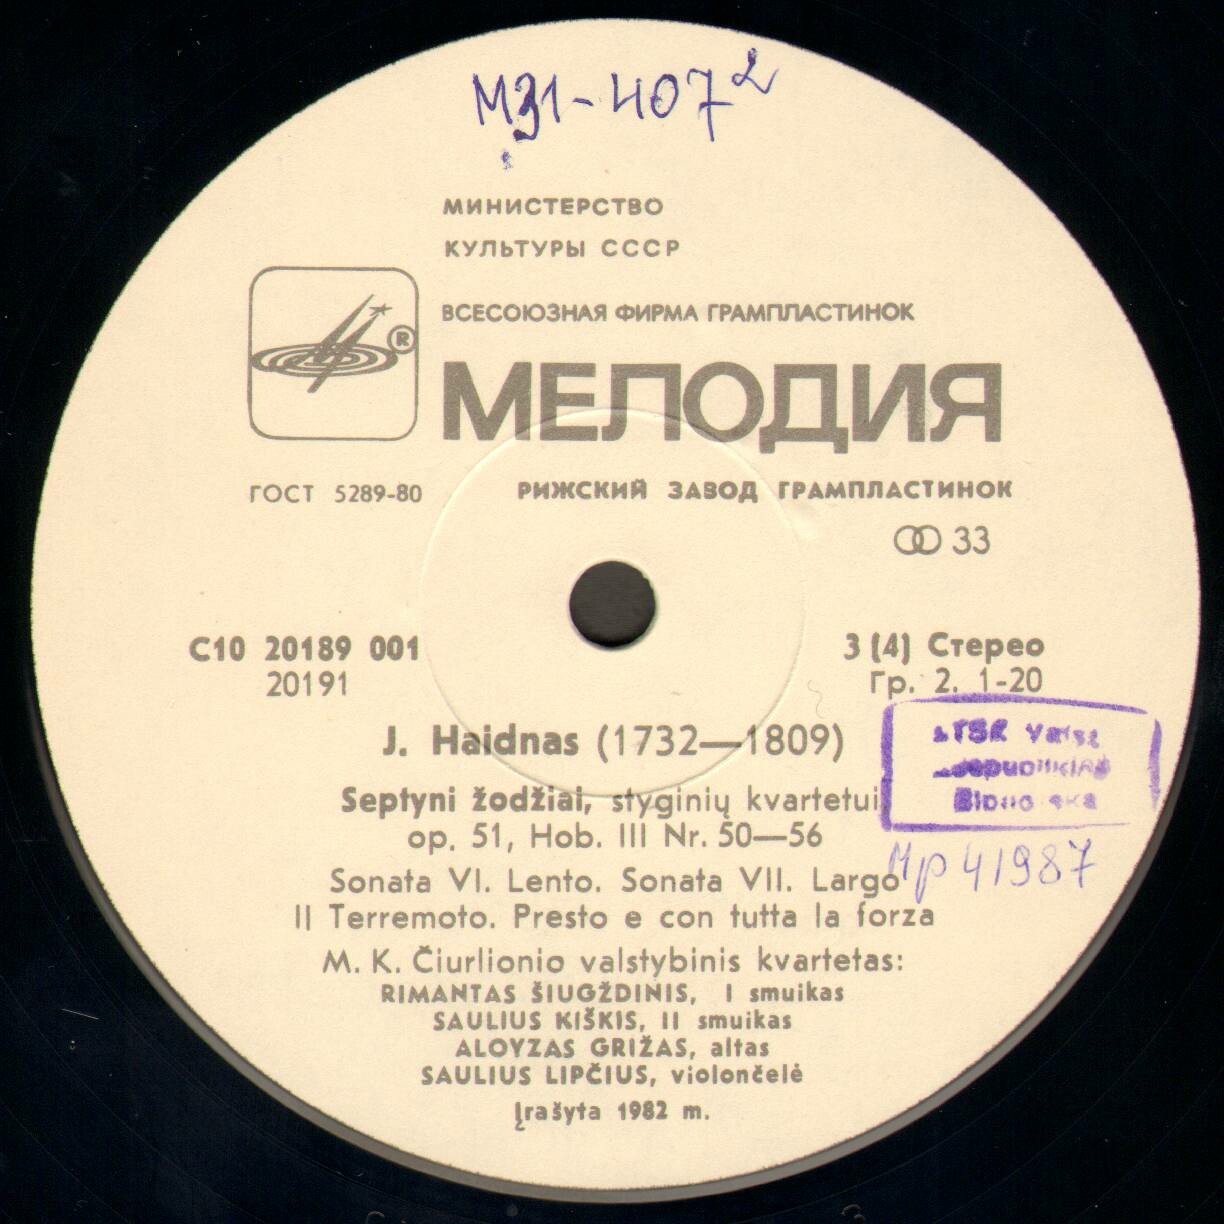 МЗ1-407²
МИНИСТЕРСТВО
КУЛЬТУРЫ СССР
ВСЕСОЮЗНАЯ ФИРМА ГРАМПЛАСТИНОК
®
МЕЛОДИЯ
ГОСТ 5289-80
РИЖСКИЙ ЗАВОД ГРАМПЛАСТИНОК
33
С10 20189 001
20191
3 (4) Стерео
Гр. 2. 1-20
J. Haidnas (1732—1809)
Septyni žodžiai, styginių kvartetui
op. 51, Hob. III Nr. 50—56
Sonata VI. Lento. Sonata VII. Largo
Il Terremoto. Presto e con tutta la forza
M. K. Čiurlionio valstybinis kvartetas:
RIMANTAS ŠIUGŽDINIS, I smuikas
SAULIUS KIŠKIS, II smuikas
ALOYZAS GRIŽAS, altas
SAULIUS LIPČIUS, violončelė
Įrašyta 1982 m.
Мр 41987